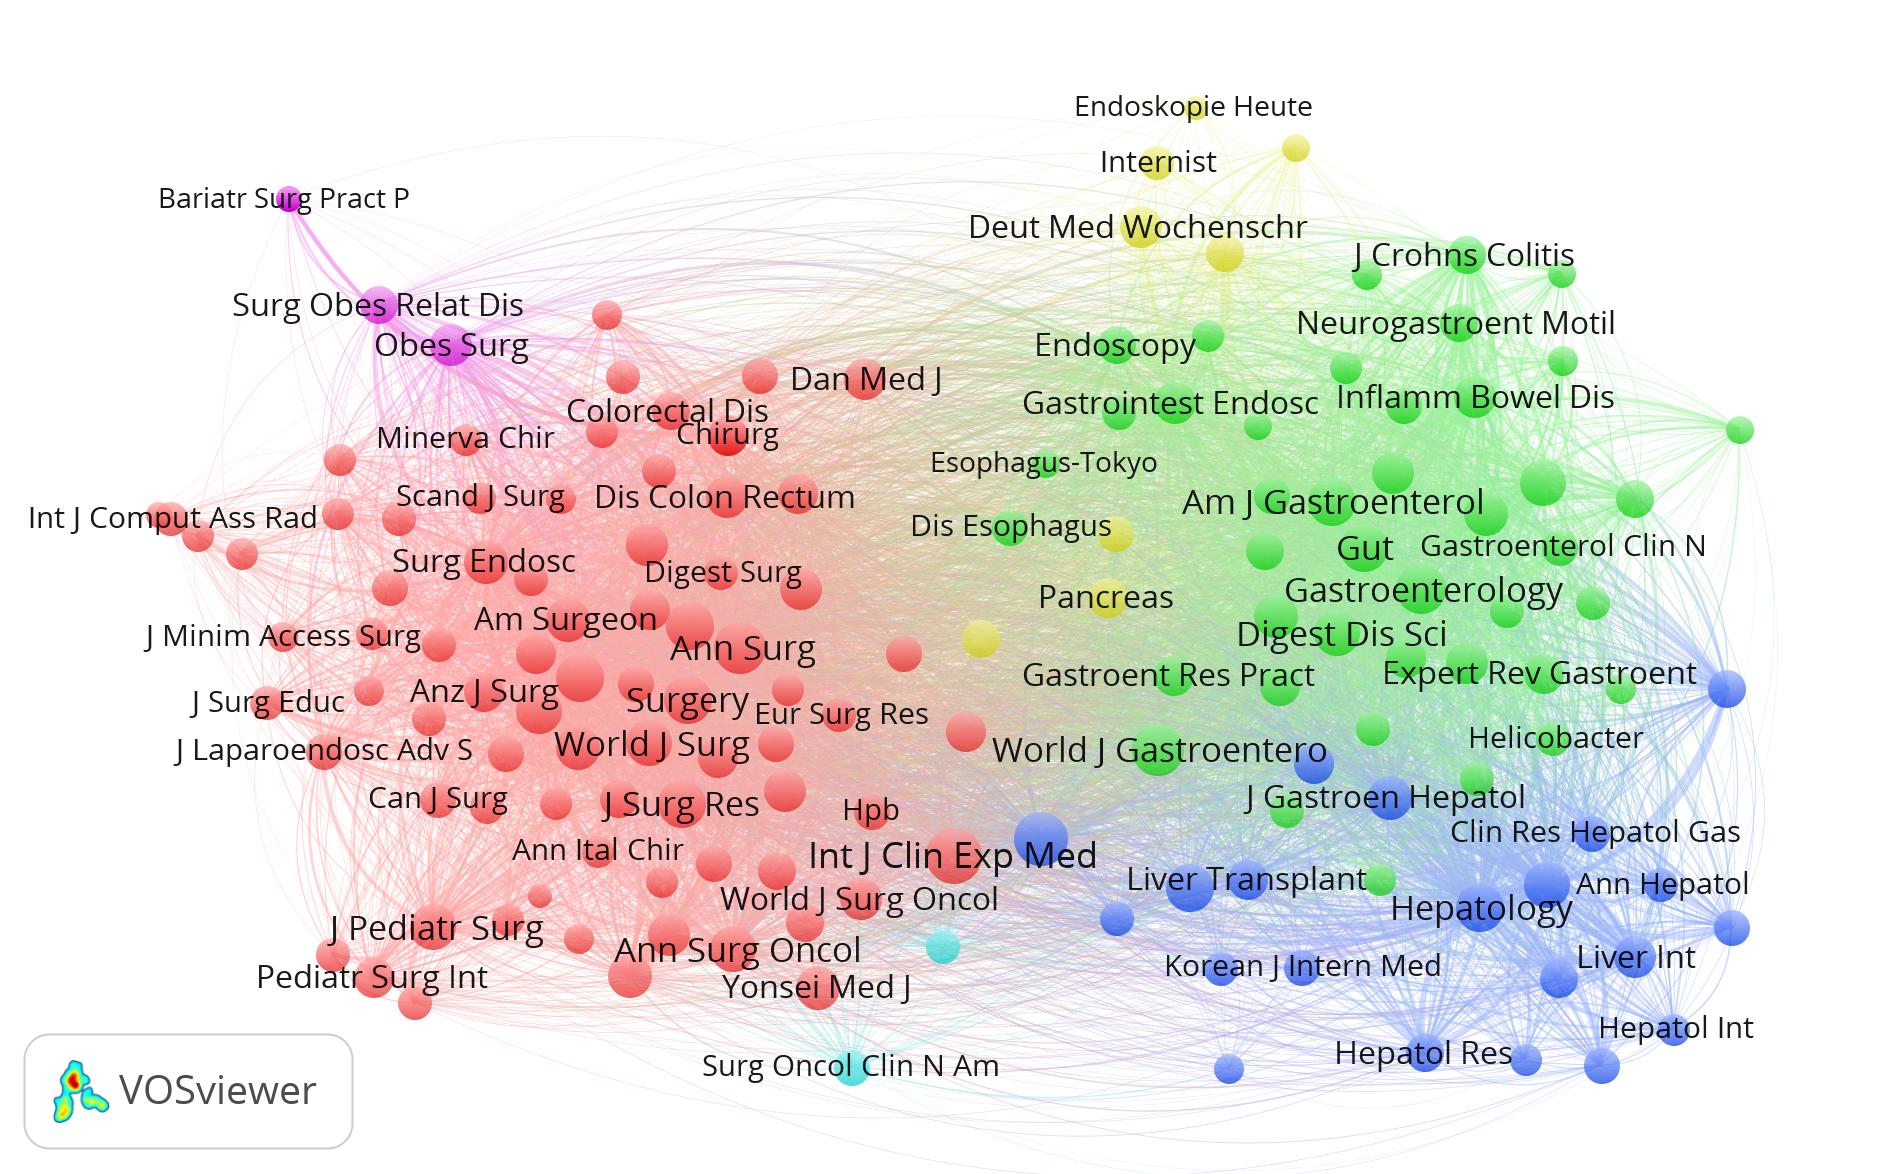 Endoskopie Heute
Internist
Bariatr Surg Pract P
Deut Med Wochenschr
J Crohns Colitis
Surg Obes Relat Dis
Neurogastroent Motil
Obes Surg
Endoscopy
Dan Med J
Inflamm Bowel Dis
Gastrointest Endosc
Colorectal Dis
Chirurg
Minerva Chir
Esophagus-Tokyo
Scand J Surg
Dis Colon Rectum
Am J Gastroenterol
Int J Comput Ass Rad
Dis Esophagus
Gut
Gastroenterol Clin N
Surg Endosc
Digest Surg
Gastroenterology
Pancreas
Am Surgeon
J Minim Access Surg
Digest Dis Sci
Ann Surg
Gastroent Res Pract
Expert Rev Gastroent
Anz J Surg
J Surg Educ
Surgery
Eur Surg Res
Helicobacter
World J Surg
J Laparoendosc Adv S
World J Gastroentero
Can J Surg
J Surg Res
Hpb
J Gastroen Hepatol
Clin Res Hepatol Gas
Ann Ital Chir
Int J Clin Exp Med
Liver Transplant
Ann Hepatol
World J Surg Oncol
Hepatology
J Pediatr Surg
Ann Surg Oncol
Liver Int
Korean J Intern Med
Pediatr Surg Int
Yonsei Med J
Hepatol Int
Hepatol Res
Surg Oncol Clin N Am
VOSviewer